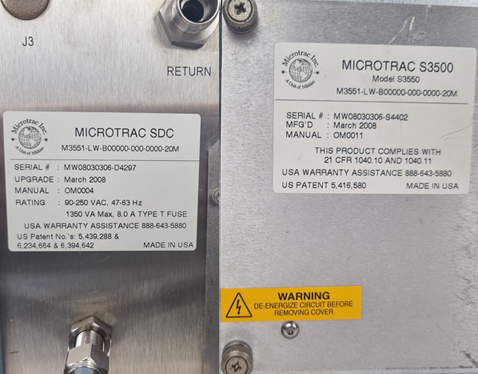 J3
RETURN
Microtrac Inc.
MICROTRAC SDC
M3551-LW-B00000-000-0000-20M
SERIAL # : MW08030306-D4297
UPGRADE : March 2008
MANUAL : OM0004
RATING : 90-250 VAC, 47-63 Hz
1350 VA Max, 8.0 A TYPE T FUSE
USA WARRANTY ASSISTANCE 888-643-5880
US Patent No.'s: 5,439,288 &
6,234,664 & 6,394,642
MADE IN USA
Microtrac Inc.
MICROTRAC S3500
Model S3550
M3551-LW-B00000-000-0000-20M
SERIAL # : MW08030306-S4402
MFG'D : March 2008
MANUAL : OM0011
THIS PRODUCT COMPLIES WITH
21 CFR 1040.10 AND 1040.11
USA WARRANTY ASSISTANCE 888-643-5880
US PATENT 5,416,580
MADE IN USA
WARNING
DE-ENERGIZE CIRCUIT BEFORE
REMOVING COVER